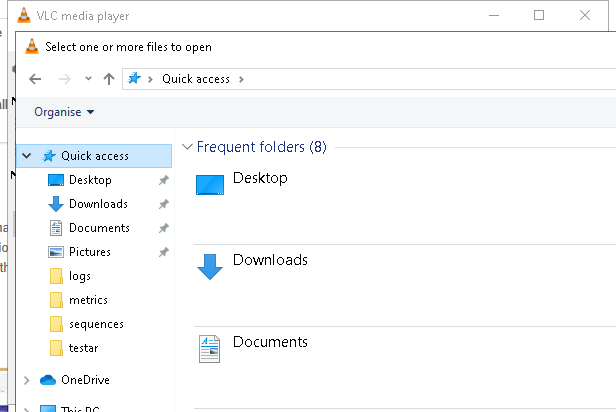 VLC media player
Select one or more files to open
Quick access
Organise
Quick access
Frequent folders (8)
Desktop
Desktop
Downloads
Documents
Pictures
Downloads
logs
metrics
sequences
Documents
testar
OneDrive
This PC